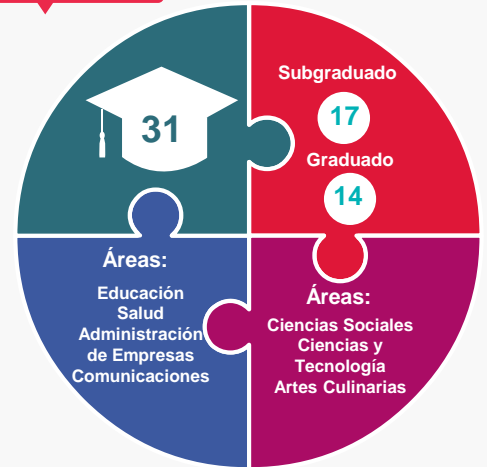 31
Subgraduado
17
Graduado
14
Áreas:
Educación
Salud
Administración
de Empresas
Comunicaciones
Áreas:
Ciencias Sociales
Ciencias y
Tecnología
Artes Culinarias